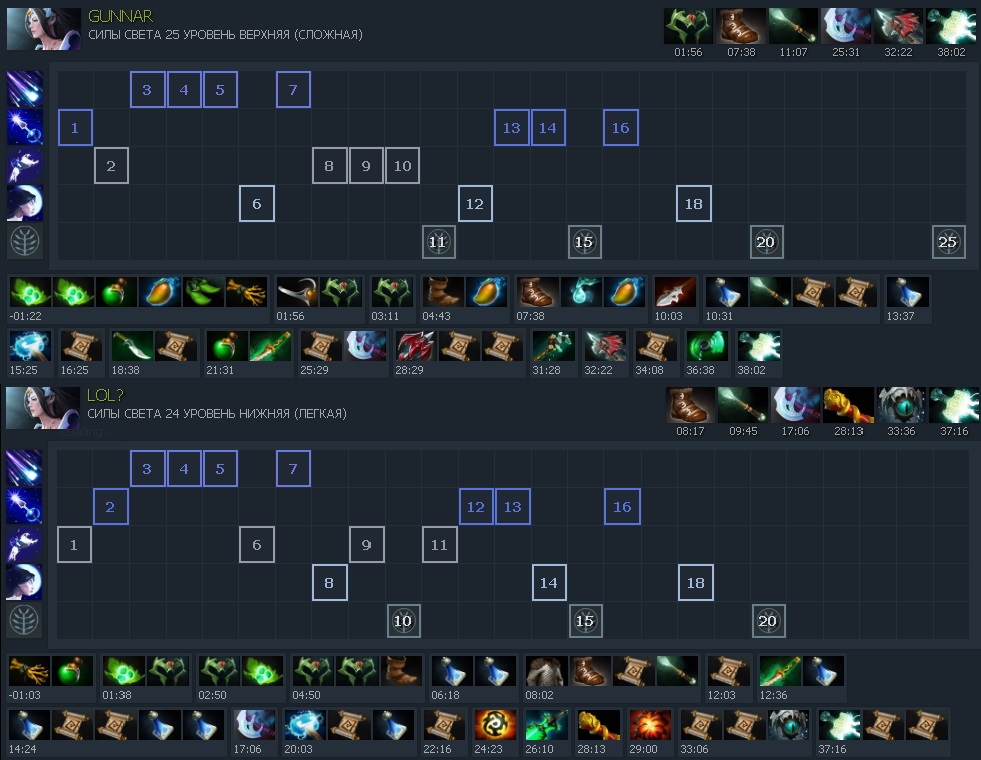 GUNNAR
СИЛЫ СВЕТА 25 УРОВЕНЬ ВЕРХНЯЯ (СЛОЖНАЯ)
01:56 07:38 11:07 25:31 32:22 38:02
3 4 5 7
1 13 14 16
2 8 9 10
6 12 18
11 15 20 25
-01:22 01:56 03:11 04:43 07:38 10:03 10:31 13:37
15:25 16:25 18:38 21:31 25:29 28:29 31:28 32:22 34:08 36:38 38:02
LOL?
СИЛЫ СВЕТА 24 УРОВЕНЬ НИЖНЯЯ (ЛЕГКАЯ)
08:17 09:45 17:06 28:13 33:36 37:16
3 4 5 7
2 12 13 16
1 6 9 11
8 14 18
10 15 20
-01:03 01:38 02:50 04:50 06:18 08:02 12:03 12:36
14:24 17:06 20:03 22:16 24:23 26:10 28:13 29:00 33:06 37:16